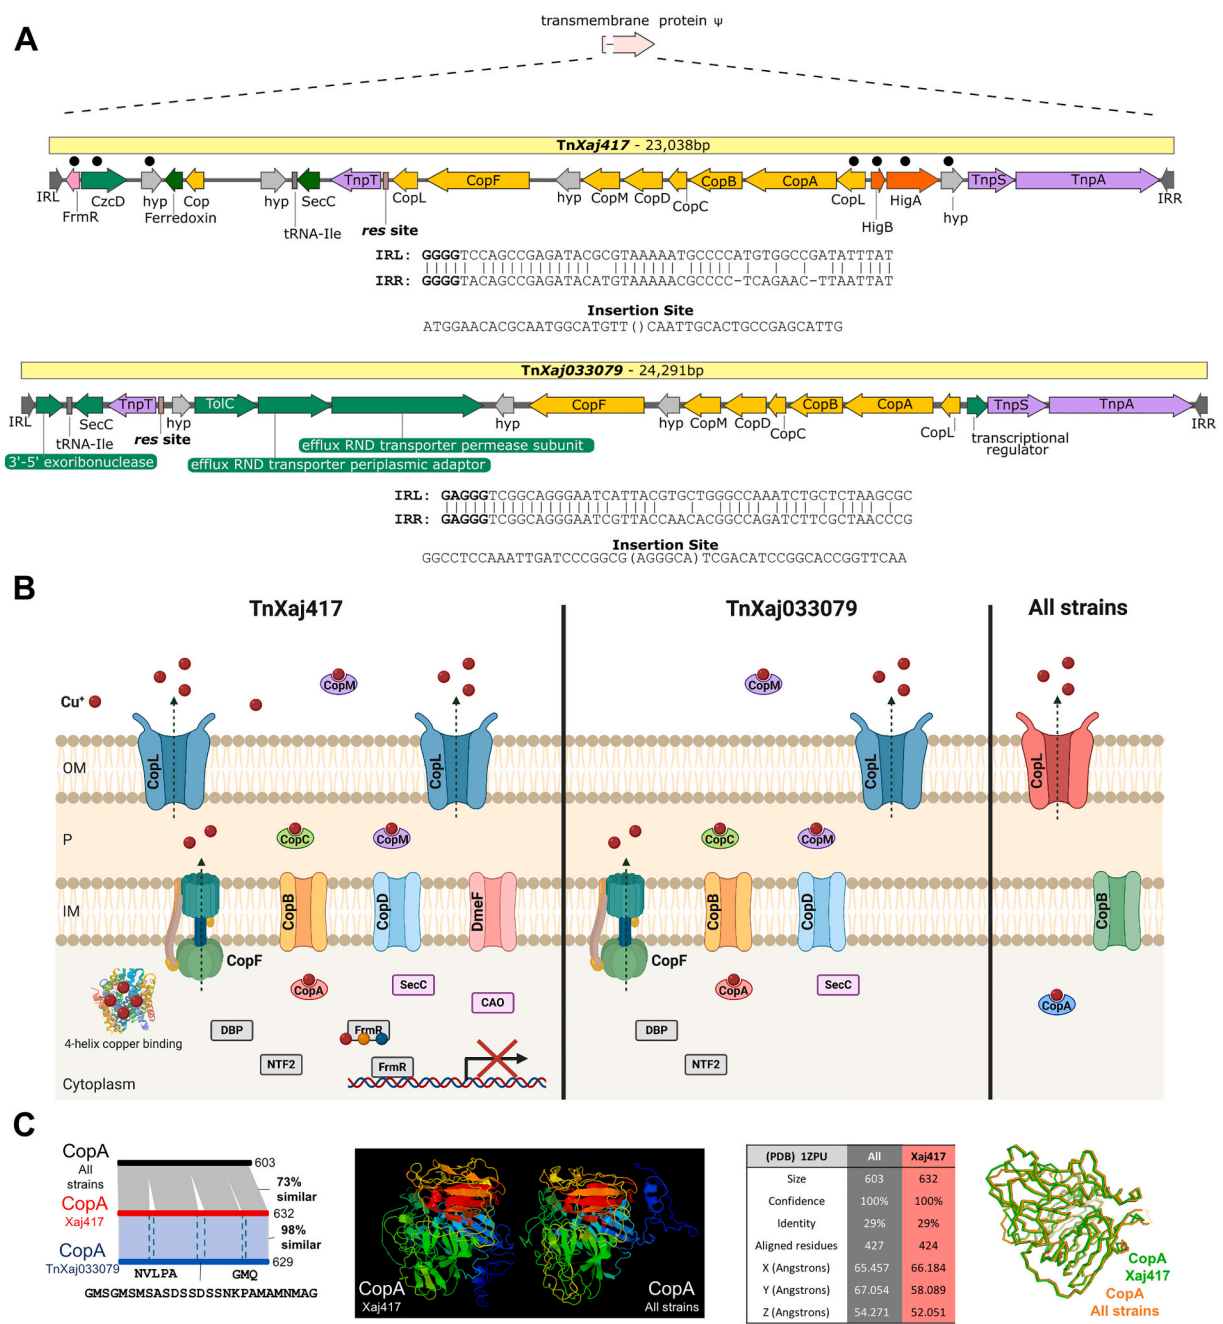 A
transmembrane protein ψ
TnXaj417 - 23,038bp
IRL FrmR CzcD hyp Ferredoxin Cop hyp tRNA-Ile SecC TnpT res site CopL CopF hyp CopM CopD CopC CopB CopA CopL HigB HigA hyp TnpS TnpA IRR
IRL: GGGGTCCAGCCGAGATACGCGTAAAAATGCCCCATGTGGCCGATATTTAT
IRR: GGGGTACAGCCGAGATACATGTAAAAACGCCCC-TCAGAAC-TTAATTAT
Insertion Site
ATGGAACACGCAATGGCATGTT()CAATTGCACTGCCGAGCATTG
TnXaj033079 - 24,291bp
IRL 3'-5' exoribonuclease tRNA-Ile SecC TnpT res site hyp TolC efflux RND transporter periplasmic adaptor efflux RND transporter permease subunit hyp CopF hyp CopM CopD CopC CopB CopA CopL transcriptional regulator TnpS TnpA IRR
IRL: GAGGGTCGGCAGGGAATCATTACGTGCTGGGCCAAATCTGCTCTAAGCGC
IRR: GAGGGTCGGCAGGGAATCGTTACCAACACGGCCAGATCTTCGCTAACCCG
Insertion Site
GGCCTCCAAATTGATCCCGGCG(AGGGCA)TCGACATCCGGCACCGGTTCAA
B
TnXaj417 TnXaj033079 All strains
Cu+ CopM CopM
OM CopL CopL CopL CopL
P CopC CopM CopC CopM
IM CopB CopD DmeF CopB CopD CopB
CopF CopF
CopA SecC CAO CopA SecC CopA
4-helix copper binding
DBP FrmR DBP
NTF2 FrmR NTF2
Cytoplasm
C
CopA
All
strains
603
73%
similar
CopA
Xaj417
632
98%
similar
CopA
TnXaj033079
629
NVLPA GMQ
GMSGMSMSASDSSDSSNKPAMAMNMAG
CopA
Xaj417
CopA
All strains
(PDB) 1ZPU All Xaj417
Size 603 632
Confidence 100% 100%
Identity 29% 29%
Aligned residues 427 424
X (Angstrons) 65.457 66.184
Y (Angstrons) 67.054 58.089
Z (Angstrons) 54.271 52.051
CopA
Xaj417
CopA
All strains